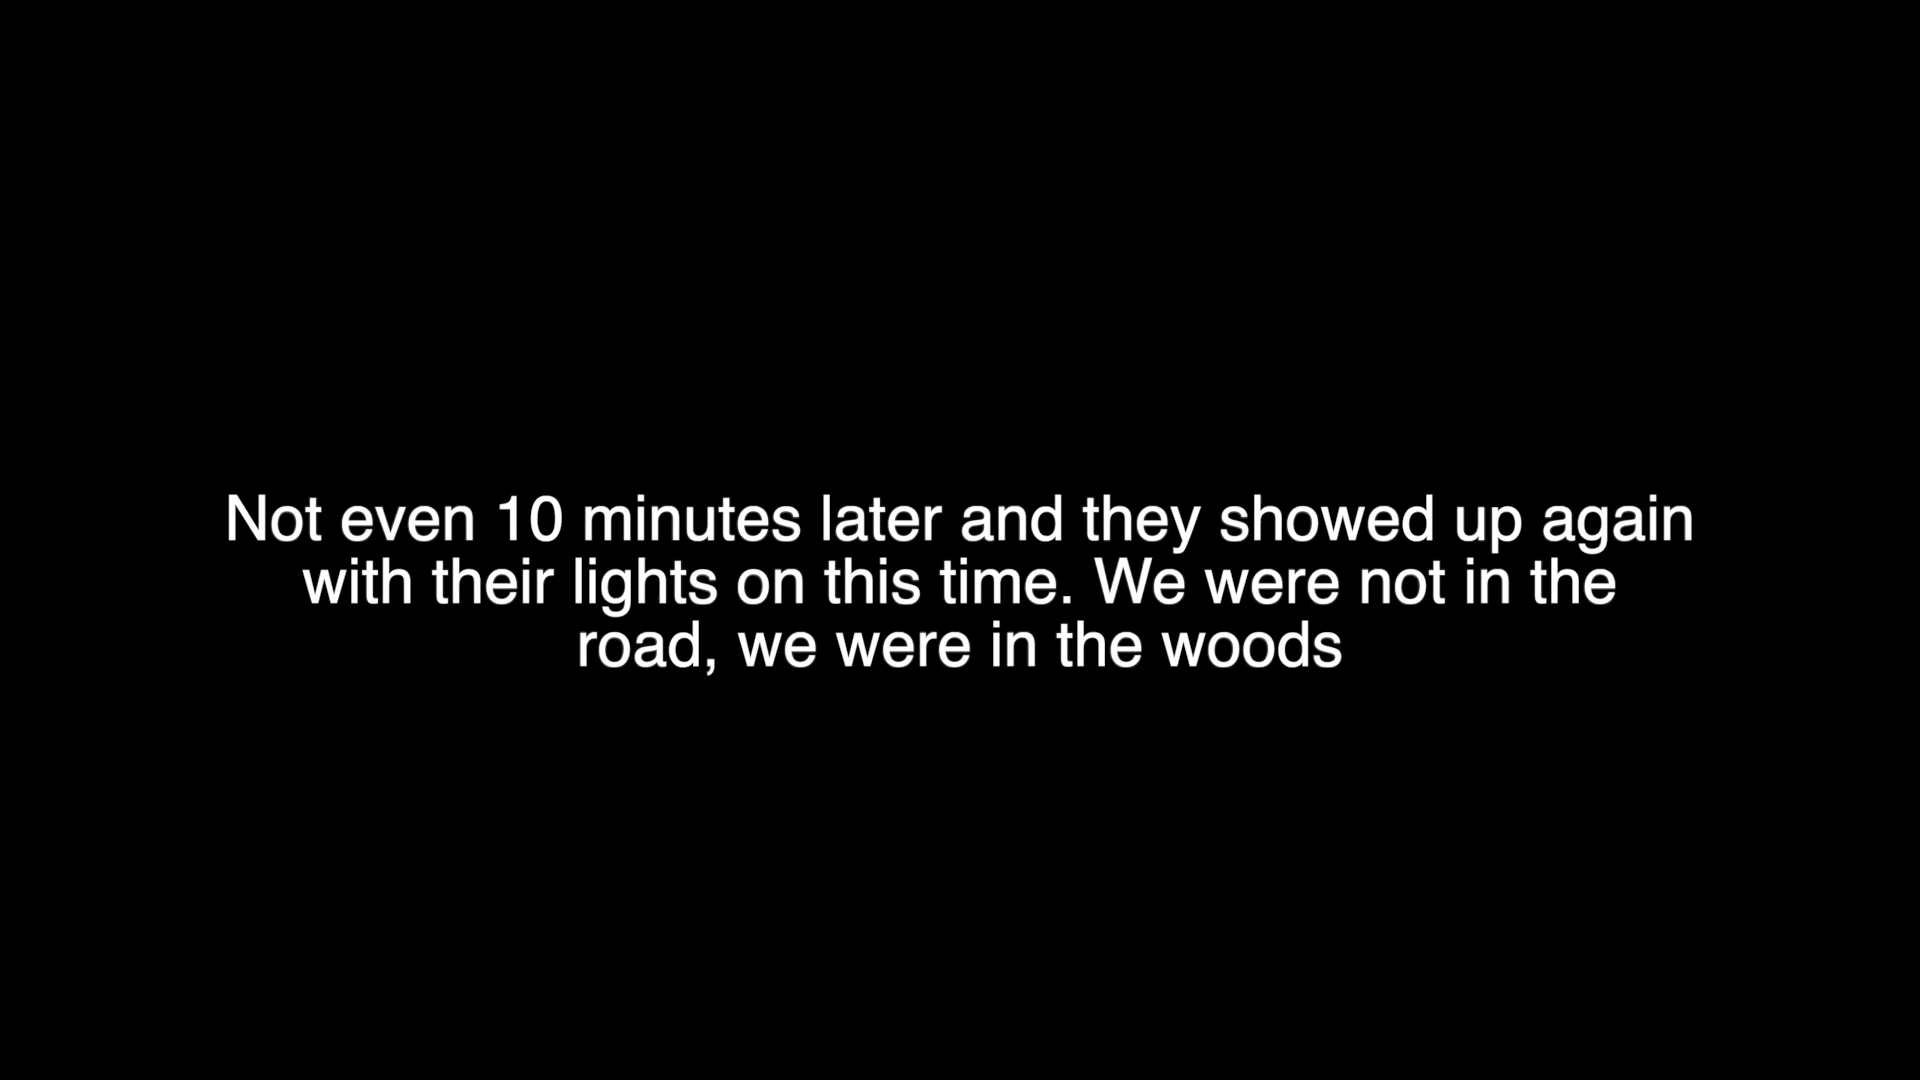 Not even 10 minutes later and they showed up again
with their lights on this time. We were not in the
road, we were in the woods